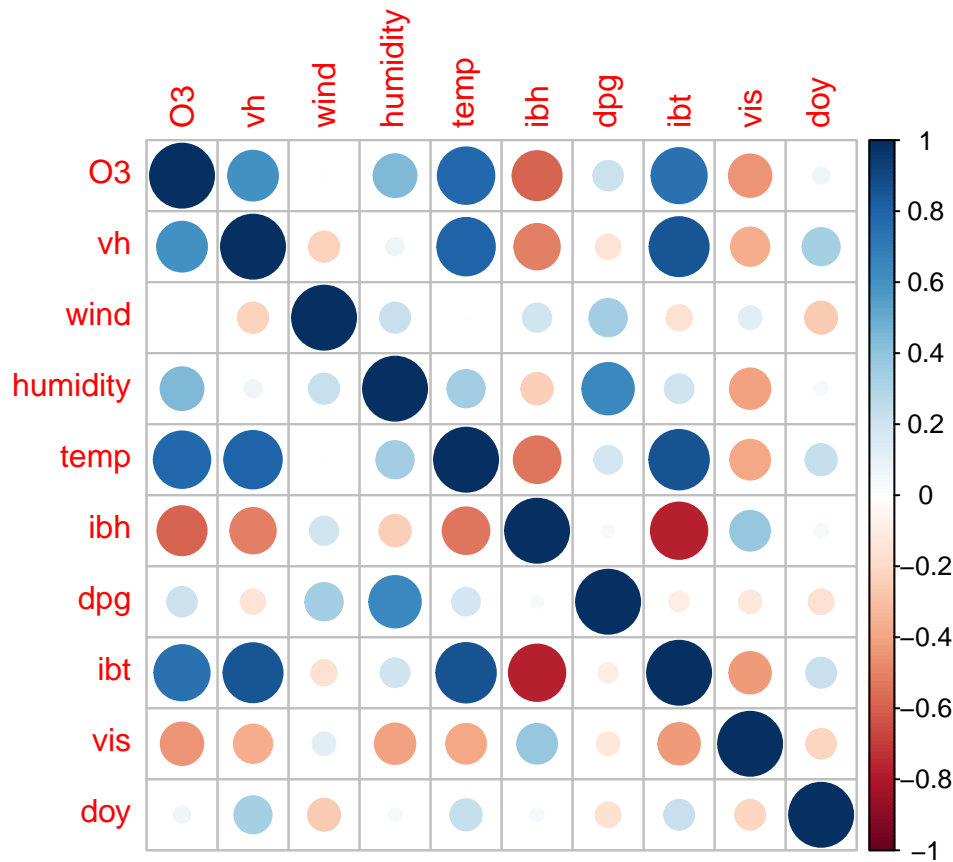 O3 vh wind humidity temp ibh dpg ibt vis doy
O3
vh
wind
humidity
temp
ibh
dpg
ibt
vis
doy
1
0.8
0.6
0.4
0.2
0
−0.2
−0.4
−0.6
−0.8
−1